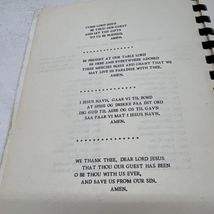 COME LORD JESUS
BE THOU OUR GUEST
AND LET THE GIFTS
TO US BE BLESSED
AMEN.
********************
BE PRESENT AT OUR TABLE LORD
BE HERE AND EVERYWHERE ADORED
THESE MERCIES BLESS AND GRANT THAT WE
MAY LIVE IN PARADISE WITH THEE.
AMEN.
********************
I JESUS NAVN, GAAR VI TIL BORD
AT SPISE OG DRIKKE PAA DIT ORD
DIG GUD TIL AERE OG OS TIL GAVN
SAA FAAR VI MAT I JESUS NAVN,
AMEN.
********************
WE THANK THEE, DEAR LORD JESUS
THAT THOU OUR GUEST HAS BEEN
O BE THOU WITH US EVER,
AND SAVE US FROM OUR SIN,
AMEN,